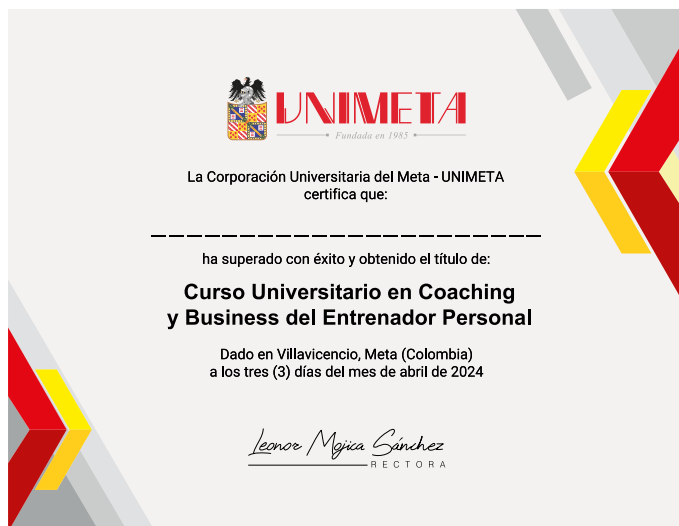 UNIMETA
Fundada en 1985
La Corporación Universitaria del Meta - UNIMETA
certifica que:
ha superado con éxito y obtenido el título de:
Curso Universitario en Coaching
y Business del Entrenador Personal
Dado en Villavicencio, Meta (Colombia)
a los tres (3) días del mes de abril de 2024
Leonor Mojica Sánchez
RECTORA